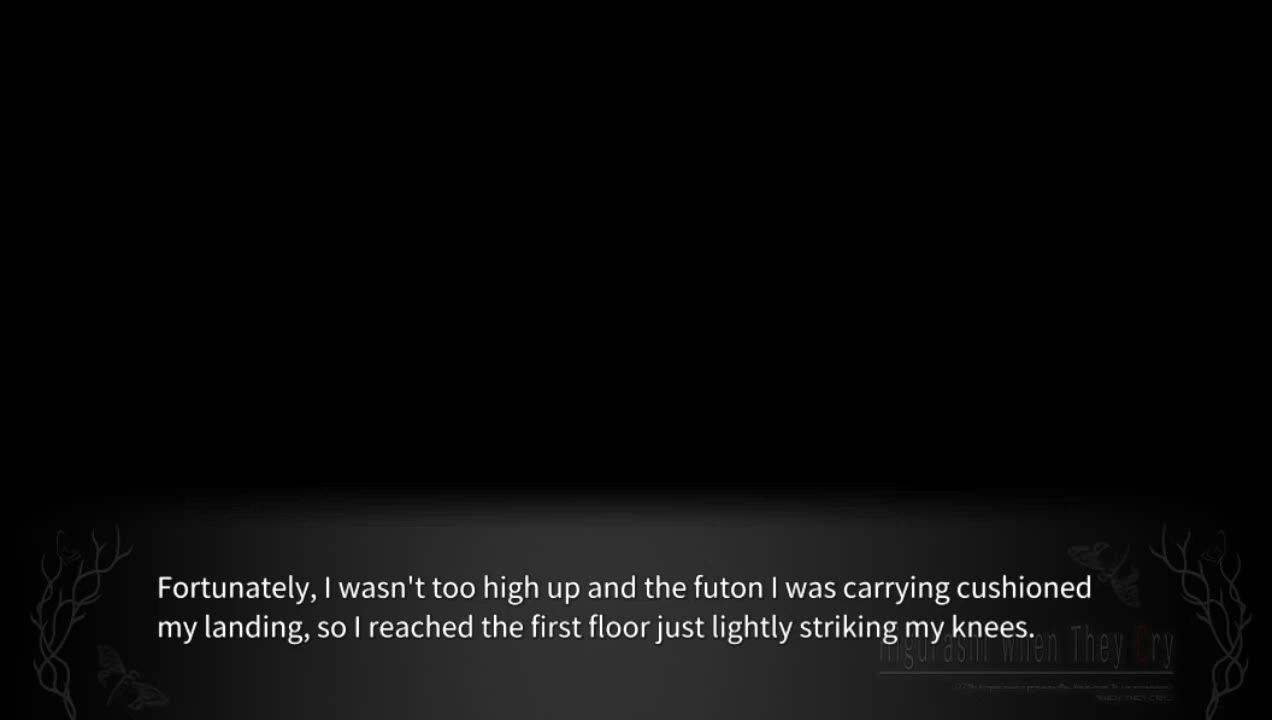 Fortunately, I wasn't too high up and the futon I was carrying cushioned
my landing, so I reached the first floor just lightly striking my knees.
Higurashi When They Cry